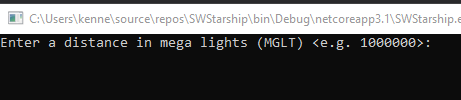 C:\Users\kenne\source\repos\SWStarship\bin\Debug\netcoreapp3.1\SWStarship.e
Enter a distance in mega lights (MGLT) <e.g. 1000000>: